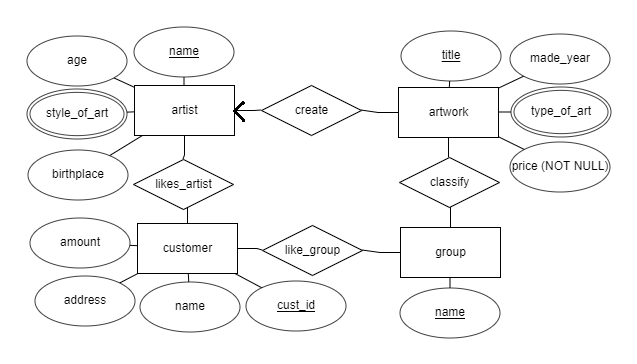 name
title
age
made_year
style_of_art
artist
create
artwork
type_of_art
birthplace
likes_artist
classify
price (NOT NULL)
amount
customer
like_group
group
address
name
cust_id
name